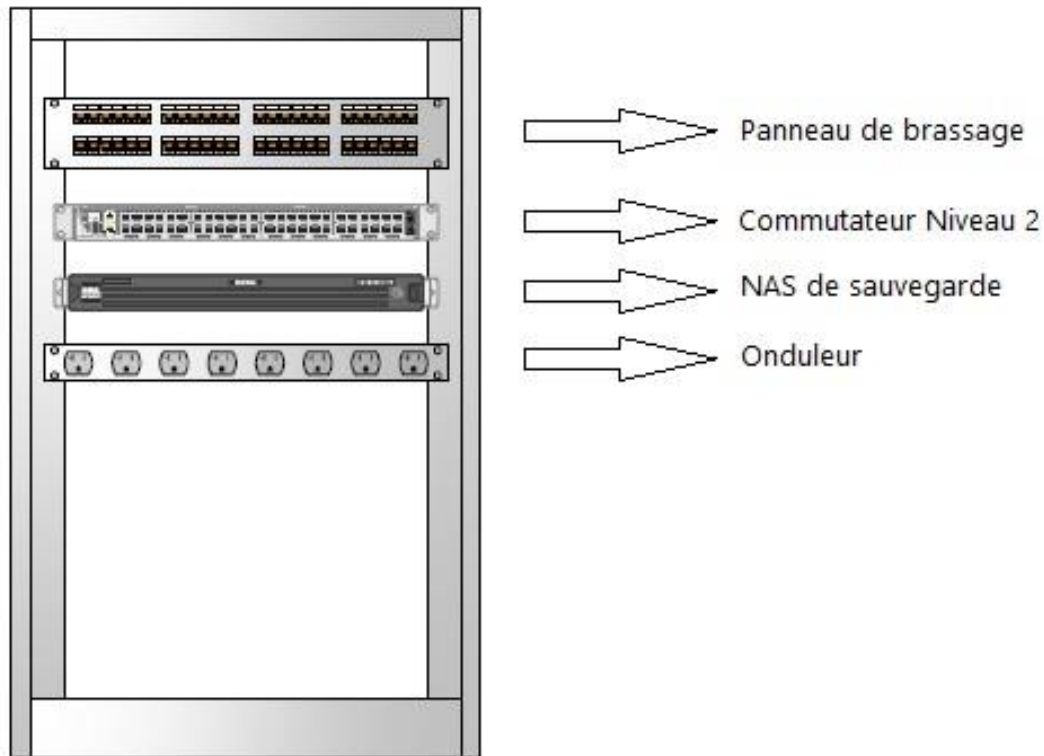 Panneau de brassage
Commutateur Niveau 2
NAS de sauvegarde
Onduleur